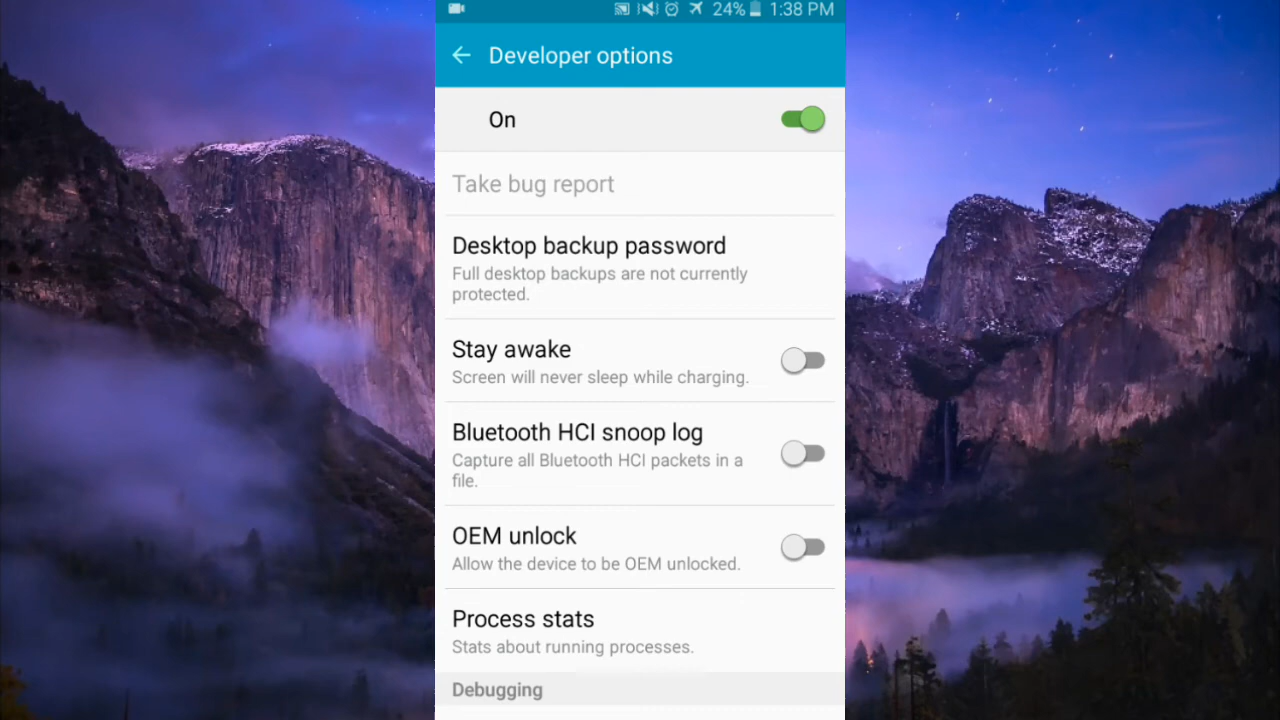 24% 1:38 PM
Developer options
On
Take bug report
Desktop backup password
Full desktop backups are not currently
protected.
Stay awake
Screen will never sleep while charging.
Bluetooth HCI snoop log
Capture all Bluetooth HCI packets in a
file.
OEM unlock
Allow the device to be OEM unlocked.
Process stats
Stats about running processes.
Debugging